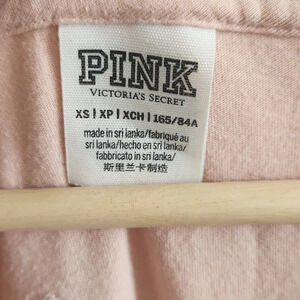 PINK
VICTORIA'S SECRET
XS | XP | XCH | 165/84A
made in sri lanka/fabriqué au
sri lanka/hecho en sri lanka/
fabbricato in sri lanka/
斯里兰卡制造